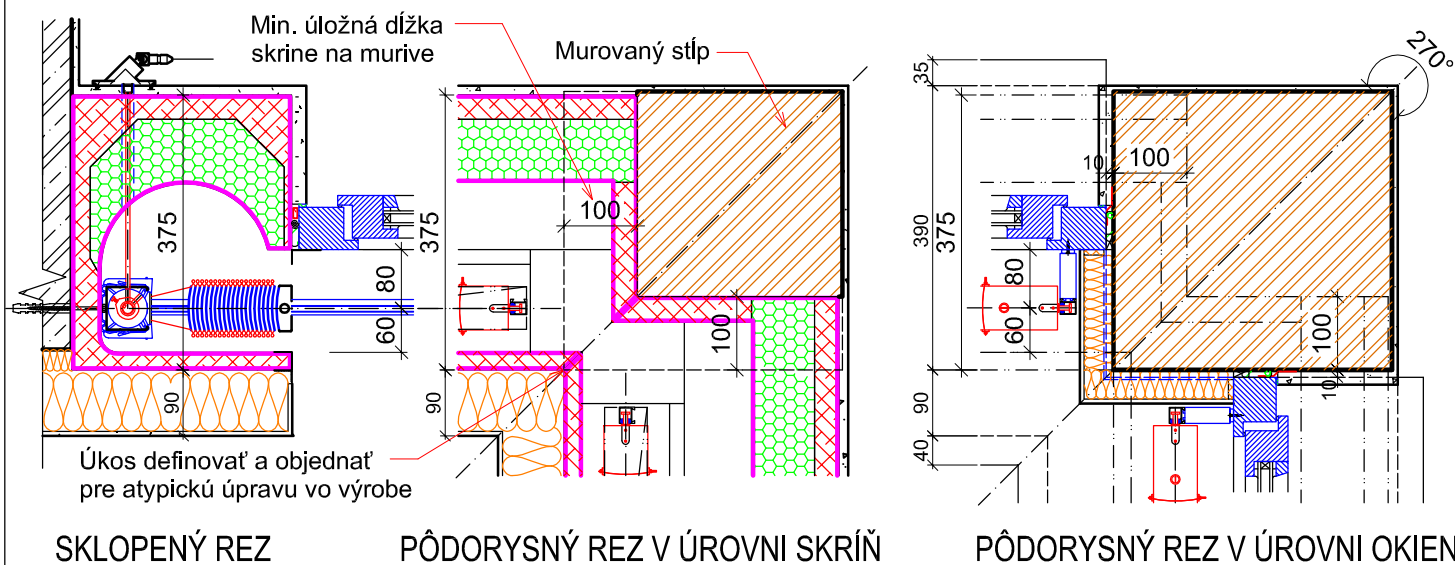 Min. úložná dĺžka
skrine na murive
Murovaný stĺp
270°
35
375
80
60
90
100
375
90
100
10
100
390
375
80
60
100
10
90
40
Úkos definovať a objednať
pre atypickú úpravu vo výrobe
SKLOPENÝ REZ
PÔDORYSNÝ REZ V ÚROVNI SKRÍŇ
PÔDORYSNÝ REZ V ÚROVNI OKIEN